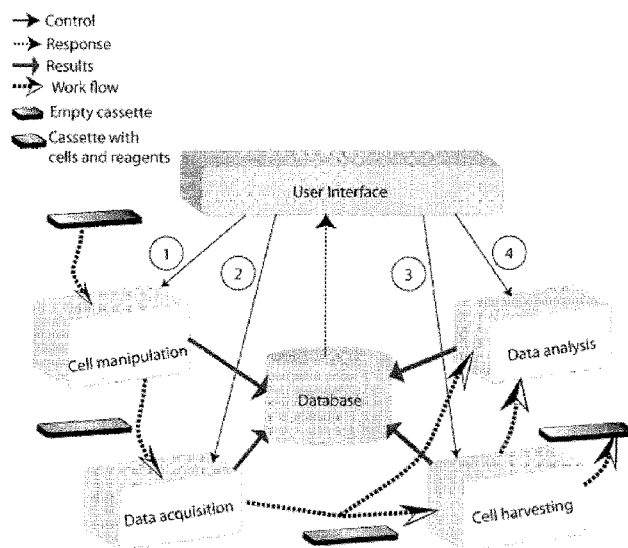 Control
Response
Results
Work flow
Empty cassette
Cassette with
cells and reagents
User Interface
1
2
3
4
Cell manipulation
Data analysis
Database
Data acquisition
Cell harvesting